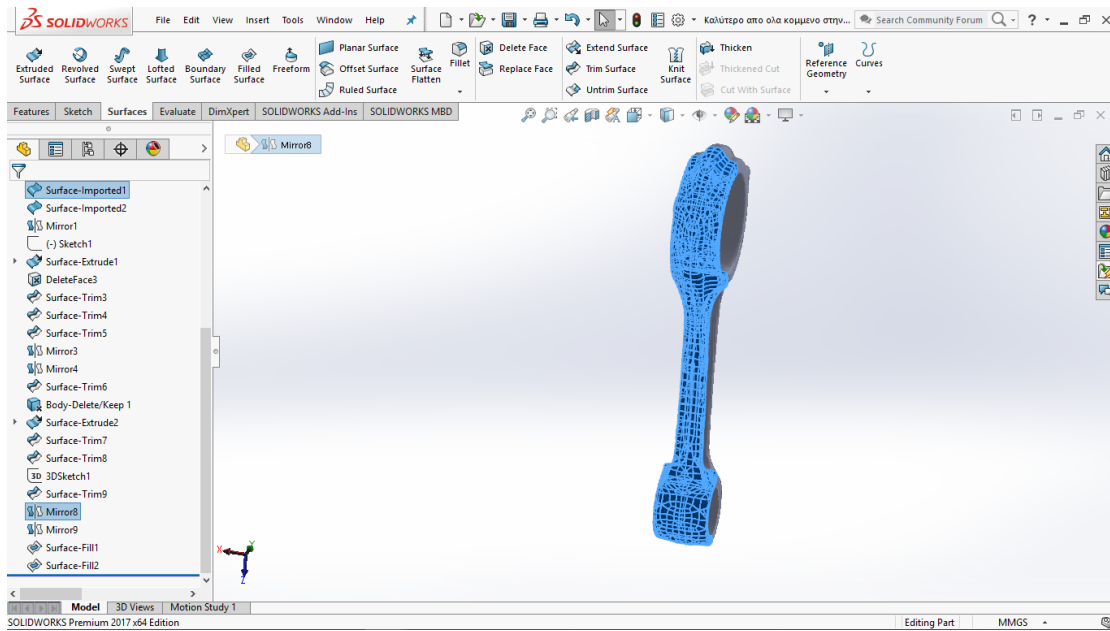 SOLIDWORKS File Edit View Insert Tools Window Help Καλύτερο απο ολα κομμενο στην... Search Community Forum ?
Extruded Surface
Revolved Surface
Swept Surface
Lofted Surface
Boundary Surface
Filled Surface
Freeform
Planar Surface
Offset Surface
Ruled Surface
Surface Flatten
Fillet
Delete Face
Replace Face
Extend Surface
Trim Surface
Untrim Surface
Knit Surface
Thicken
Thickened Cut
Cut With Surface
Reference Geometry
Curves
Features Sketch Surfaces Evaluate DimXpert SOLIDWORKS Add-Ins SOLIDWORKS MBD
Mirror8
Surface-Imported1
Surface-Imported2
Mirror1
(-) Sketch1
Surface-Extrude1
DeleteFace3
Surface-Trim3
Surface-Trim4
Surface-Trim5
Mirror3
Mirror4
Surface-Trim6
Body-Delete/Keep 1
Surface-Extrude2
Surface-Trim7
Surface-Trim8
3D 3DSketch1
Surface-Trim9
Mirror8
Mirror9
Surface-Fill1
Surface-Fill2
X Y
Z
Model 3D Views Motion Study 1
SOLIDWORKS Premium 2017 x64 Edition Editing Part MMGS